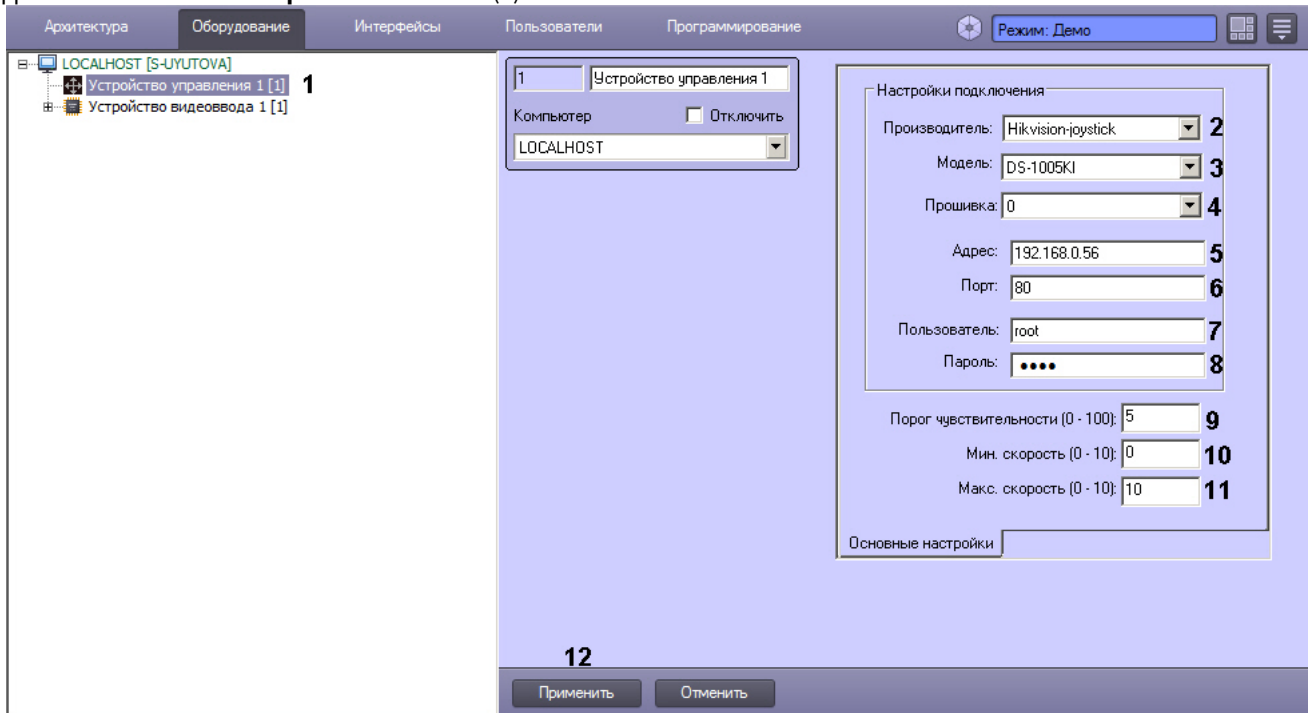 Архитектура Оборудование Интерфейсы Пользователи Программирование Режим: Демо
LOCALHOST [S-UYUTOVA]
Устройство управления 1 [1] 1
Устройство видеоввода 1 [1]
1 Устройство управления 1
Компьютер Отключить
LOCALHOST
Настройки подключения
Производитель: Hikvision-joystick 2
Модель: DS-1005KI 3
Прошивка: 0 4
Адрес: 192.168.0.56 5
Порт: 80 6
Пользователь: root 7
Пароль: •••• 8
Порог чувствительности (0 - 100): 5 9
Мин. скорость (0 - 10): 0 10
Макс. скорость (0 - 10): 10 11
Основные настройки
12
Применить Отменить